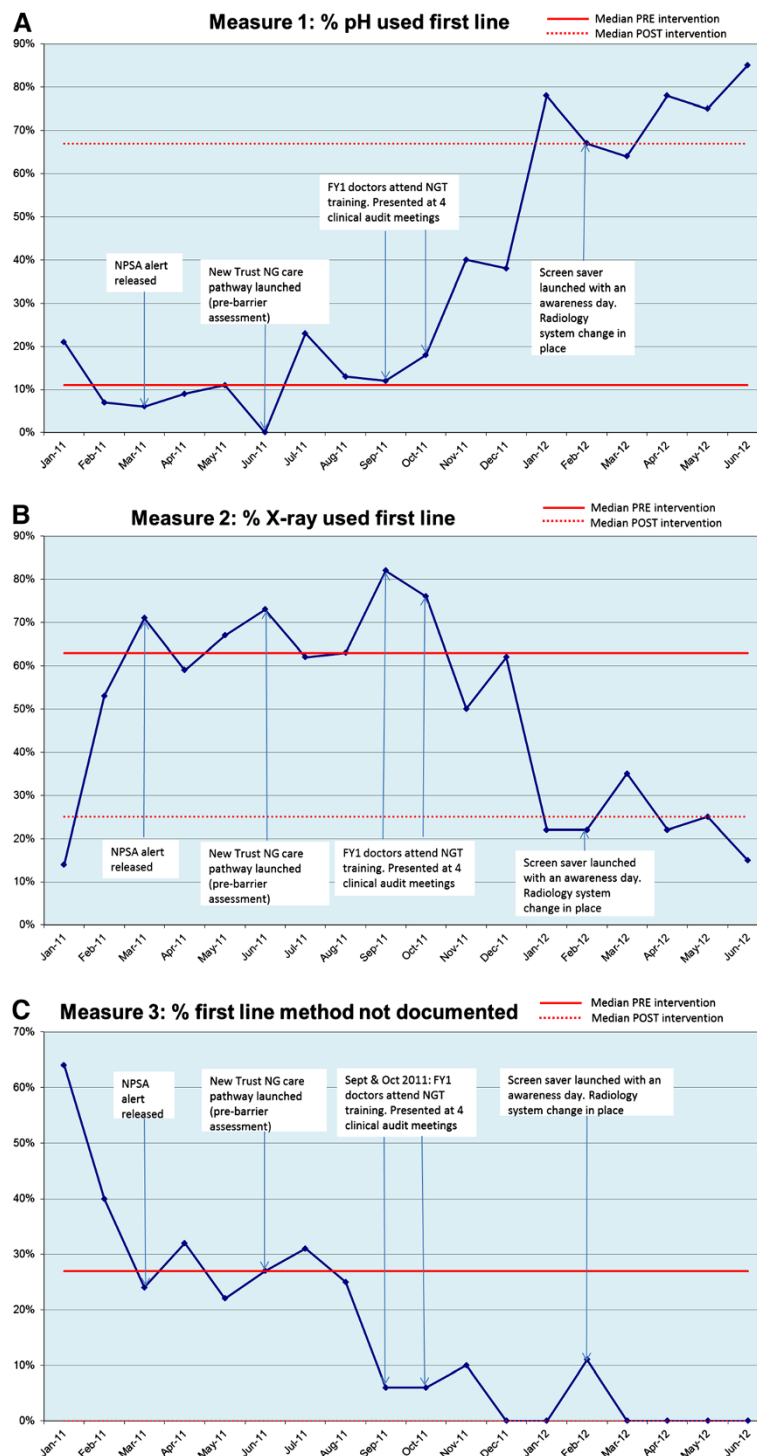 A
Measure 1: % pH used first line
Median PRE intervention
Median POST intervention
90%
80%
70%
60%
50%
40%
30%
20%
10%
0%
NPSA alert
released
New Trust NG care
pathway launched
(pre-barrier
assessment)
FY1 doctors attend NGT
training. Presented at 4
clinical audit meetings
Screen saver
launched with an
awareness day.
Radiology
system change in
place
Jan-11
Feb-11
Mar-11
Apr-11
May-11
Jun-11
Jul-11
Aug-11
Sep-11
Oct-11
Nov-11
Dec-11
Jan-12
Feb-12
Mar-12
Apr-12
May-12
Jun-12
B
Measure 2: % X-ray used first line
Median PRE intervention
Median POST intervention
90%
80%
70%
60%
50%
40%
30%
20%
10%
0%
NPSA alert
released
New Trust NG care
pathway launched
(pre-barrier
assessment)
FY1 doctors attend NGT
training. Presented at 4
clinical audit meetings
Screen saver launched
with an awareness day.
Radiology system
change in place
Jan-11
Feb-11
Mar-11
Apr-11
May-11
Jun-11
Jul-11
Aug-11
Sep-11
Oct-11
Nov-11
Dec-11
Jan-12
Feb-12
Mar-12
Apr-12
May-12
Jun-12
C
Measure 3: % first line method not documented
Median PRE intervention
Median POST intervention
70%
60%
50%
40%
30%
20%
10%
0%
NPSA
alert
released
New Trust NG care
pathway launched
(pre-barrier
assessment)
Sept & Oct 2011: FY1
doctors attend NGT
training. Presented at 4
clinical audit meetings
Screen saver launched with an
awareness day. Radiology
system change in place
Jan-11
Feb-11
Mar-11
Apr-11
May-11
Jun-11
Jul-11
Aug-11
Sep-11
Oct-11
Nov-11
Dec-11
Jan-12
Feb-12
Mar-12
Apr-12
May-12
Jun-12